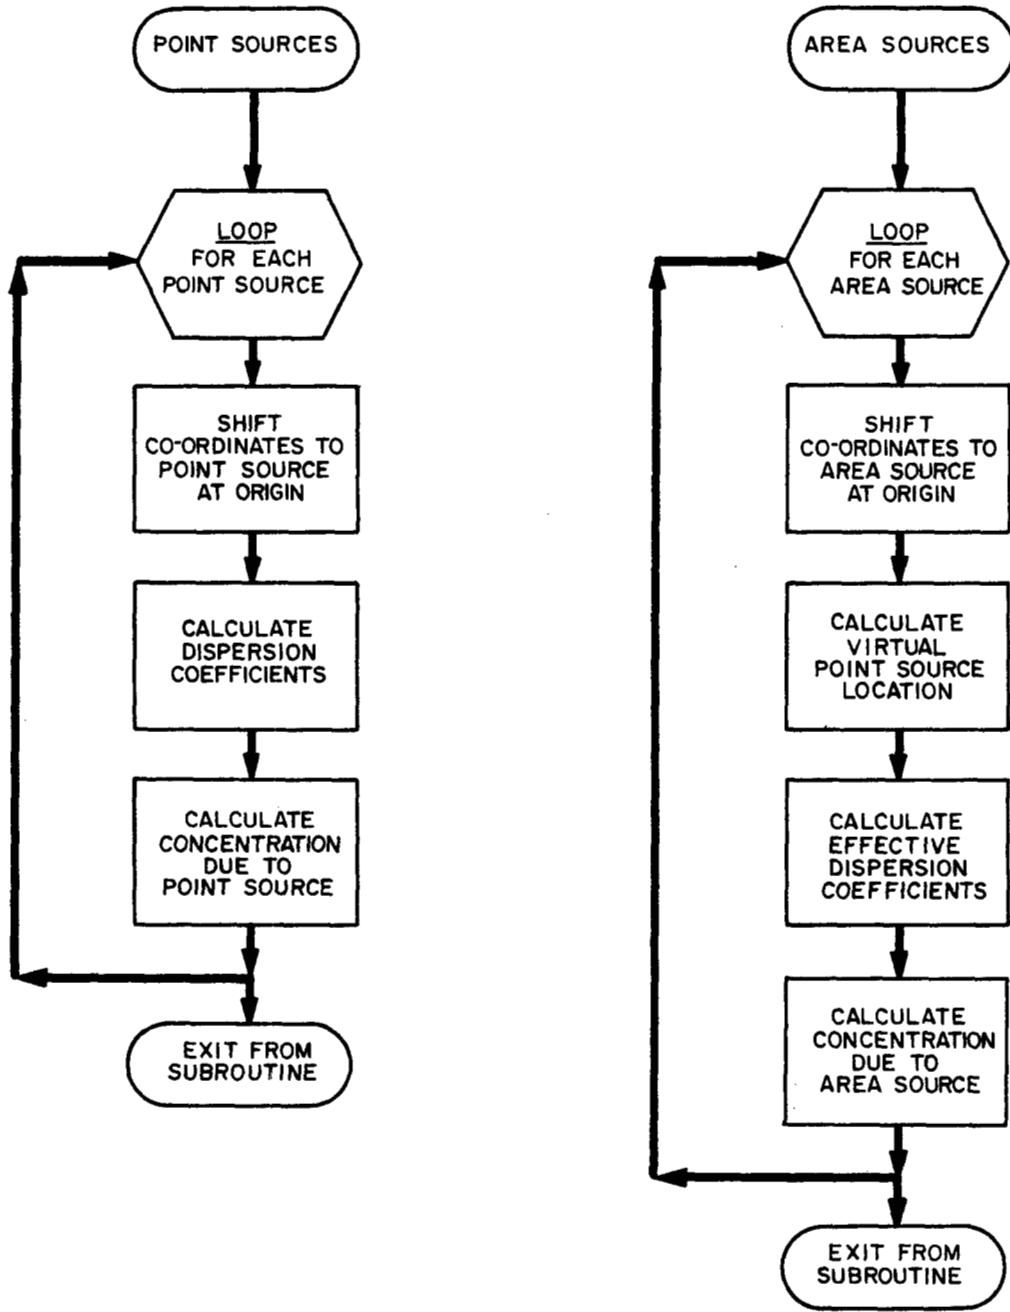 POINT SOURCES
LOOP
FOR EACH
POINT SOURCE
SHIFT
CO-ORDINATES TO
POINT SOURCE
AT ORIGIN
CALCULATE
DISPERSION
COEFFICIENTS
CALCULATE
CONCENTRATION
DUE TO
POINT SOURCE
EXIT FROM
SUBROUTINE
AREA SOURCES
LOOP
FOR EACH
AREA SOURCE
SHIFT
CO-ORDINATES TO
AREA SOURCE
AT ORIGIN
CALCULATE
VIRTUAL
POINT SOURCE
LOCATION
CALCULATE
EFFECTIVE
DISPERSION
COEFFICIENTS
CALCULATE
CONCENTRATION
DUE TO
AREA SOURCE
EXIT FROM
SUBROUTINE